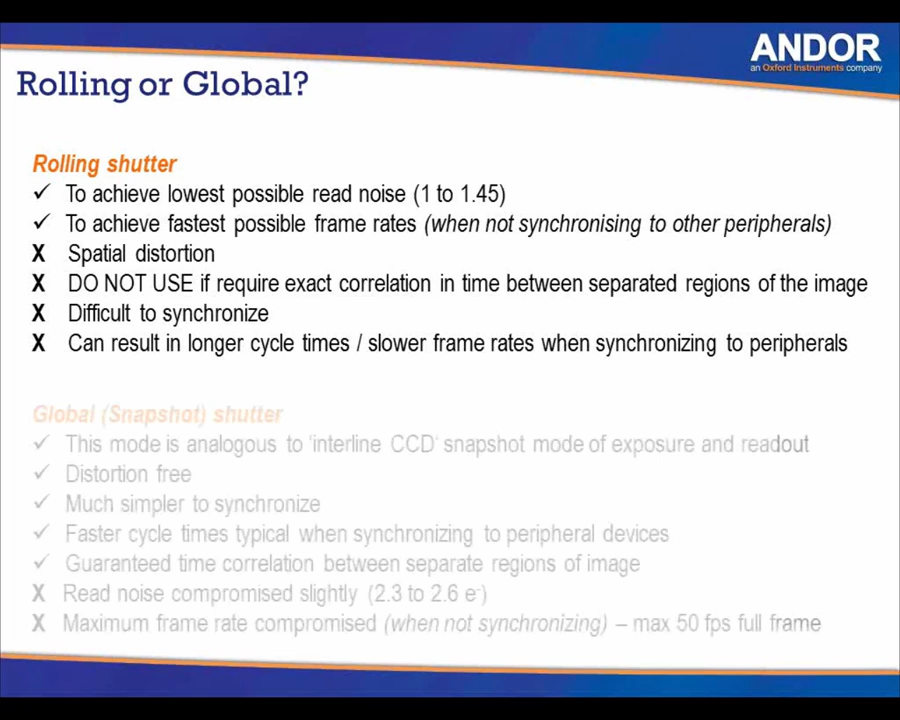 ANDOR
an Oxford Instruments company
Rolling or Global?
Rolling shutter
✓ To achieve lowest possible read noise (1 to 1.45)
✓ To achieve fastest possible frame rates (when not synchronising to other peripherals)
X Spatial distortion
X DO NOT USE if require exact correlation in time between separated regions of the image
X Difficult to synchronize
X Can result in longer cycle times / slower frame rates when synchronizing to peripherals
Global (Snapshot) shutter
✓ This mode is analogous to 'interline CCD' snapshot mode of exposure and readout
✓ Distortion free
✓ Much simpler to synchronize
✓ Faster cycle times typical when synchronizing to peripheral devices
✓ Guaranteed time correlation between separate regions of image
X Read noise compromised slightly (2.3 to 2.6 e-)
X Maximum frame rate compromised (when not synchronizing) – max 50 fps full frame